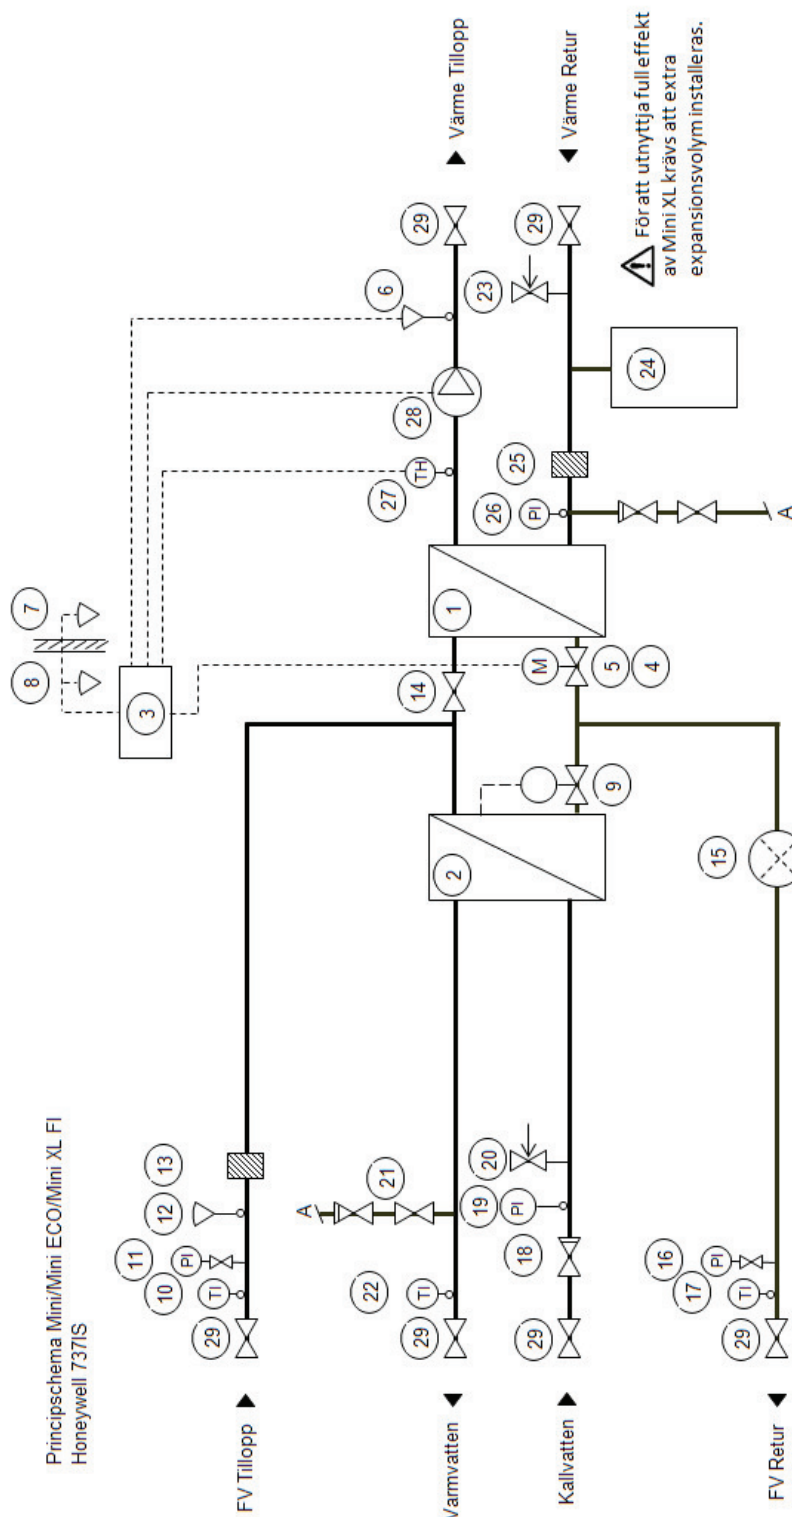 Principschema Mini/Mini ECO/Mini XL FI
Honeywell 737IS
8
7
3
11
10
12
13
PI
TI
29
FV Tillopp
A
21
22
TI
29
Varmvatten
6
28
27
TH
29
Värme Tillopp
14
2
1
19
20
18
PI
29
Kallvatten
M
26
25
PI
23
29
Värme Retur
9
5
4
24
För att utnyttja full effekt
av Mini XL krävs att extra
expansionsvolym installeras.
16
17
PI
TI
29
15
FV Retur
A